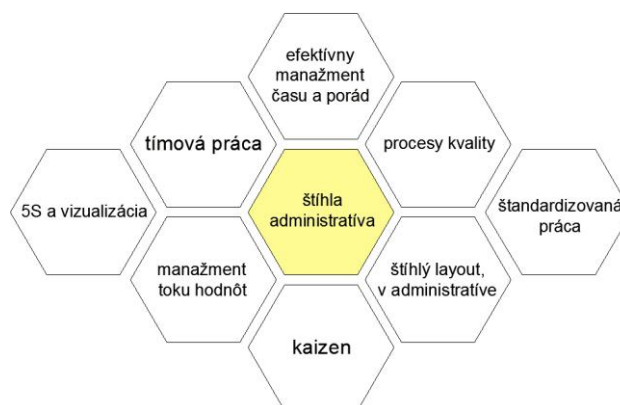 efektívny
manažment
času a porád
tímová práca
procesy kvality
5S a vizualizácia
štíhla
administratíva
štandardizovaná
práca
manažment
toku hodnôt
štíhlý layout,
v administratíve
kaizen